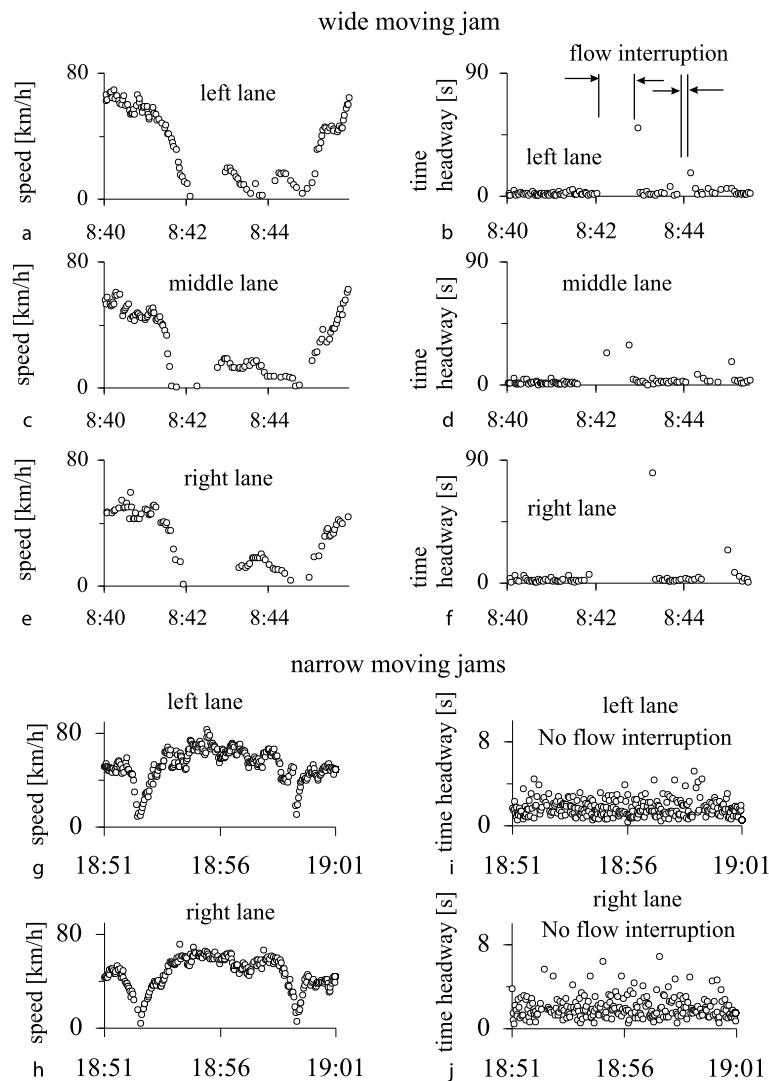 wide moving jam
80
speed [km/h]
left lane
0
a
8:40
8:42
8:44
flow interruption
90
time
headway [s]
left lane
0
b
8:40
8:42
8:44
80
speed [km/h]
middle lane
0
c
8:40
8:42
8:44
time
headway [s]
middle lane
0
d
8:40
8:42
8:44
80
speed [km/h]
right lane
0
e
8:40
8:42
8:44
90
time
headway [s]
right lane
0
f
8:40
8:42
8:44
narrow moving jams
left lane
80
speed [km/h]
0
g
18:51
18:56
19:01
left lane
No flow interruption
8
time headway [s]
0
i
18:51
18:56
19:01
right lane
80
speed [km/h]
0
h
18:51
18:56
19:01
right lane
No flow interruption
8
time headway [s]
0
j
18:51
18:56
19:01